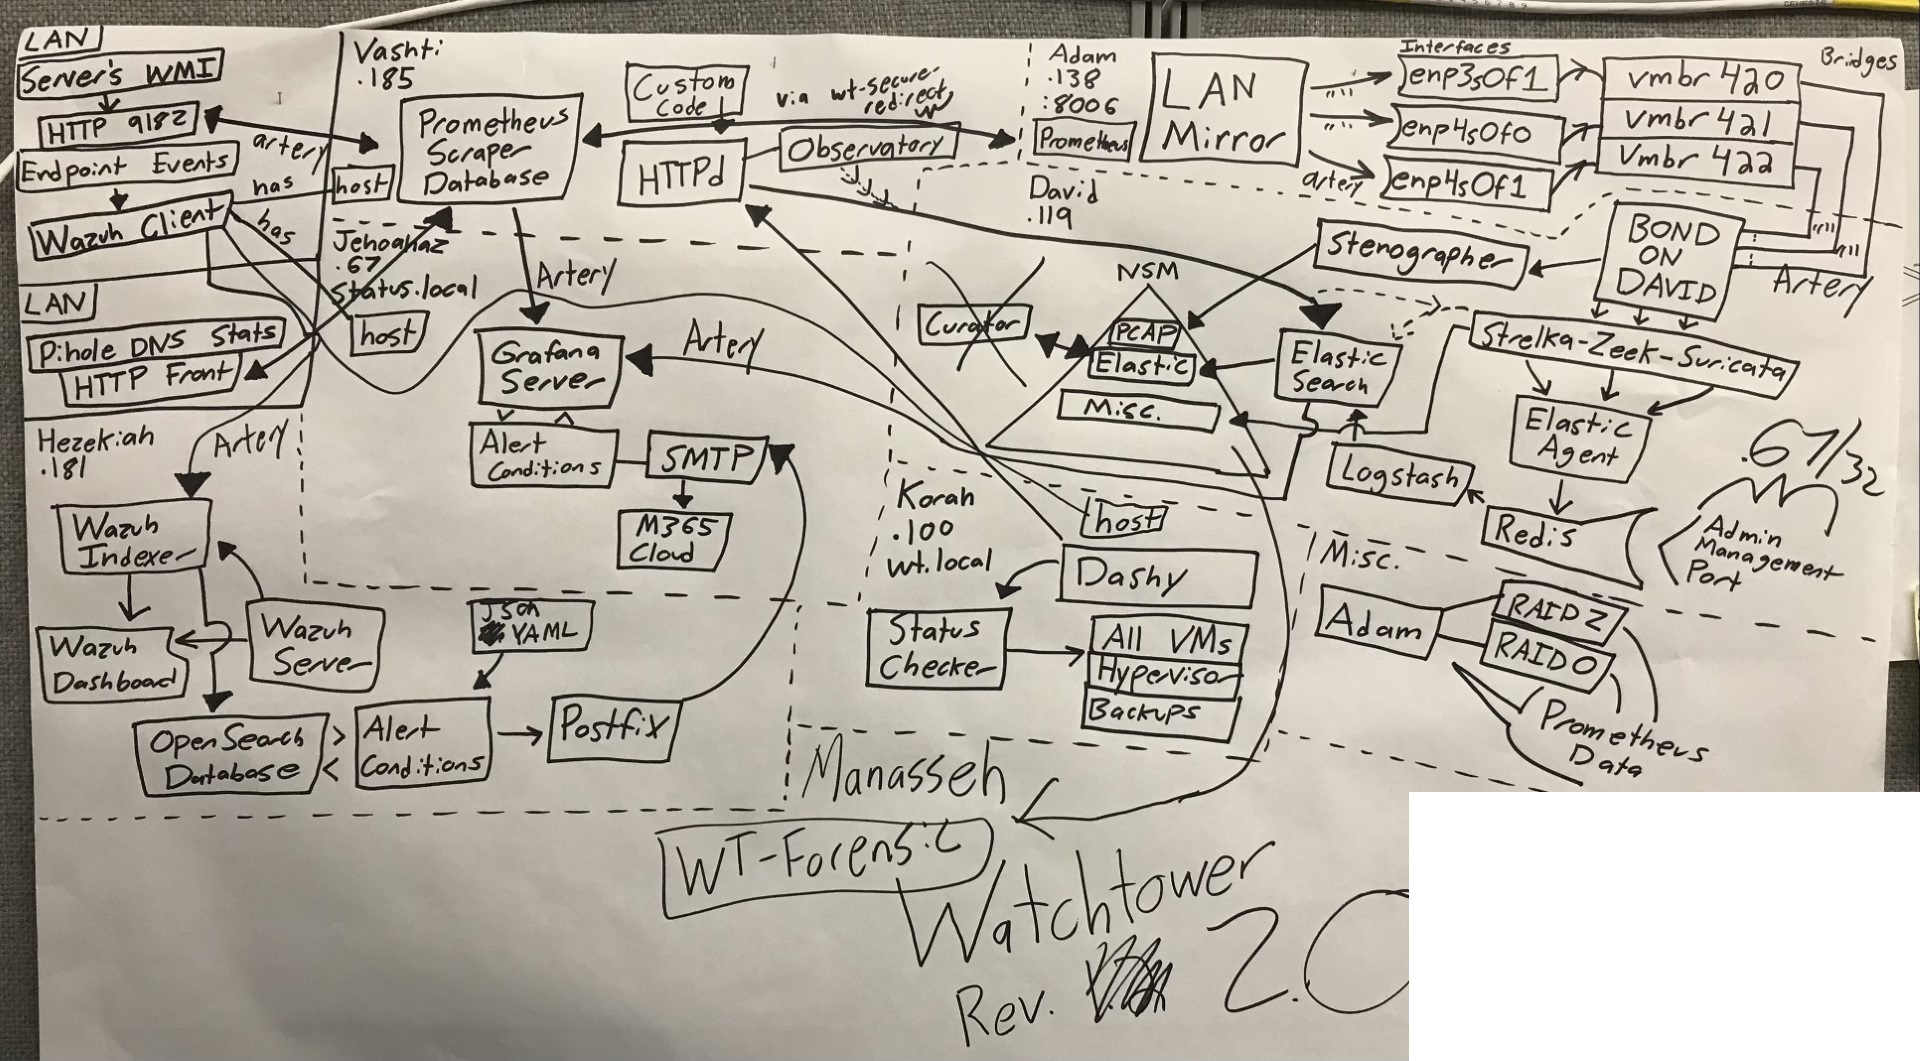 LAN
Server's WMI
HTTP 9182
Endpoint Events
Wazuh Client
artery
has
has
LAN
Pihole DNS Stats
HTTP Front
Vashti
.185
Prometheus
Scraper
Database
host
Custom
Code
HTTPd
via wt-secure-
redirect
Observatory
Jehoahaz
.67
Status.local
host
Artery
Grafana
Server
Artery
Alert
Conditions
SMTP
M365
Cloud
Adam
.138
:8006
Prometheus
LAN
Mirror
Interfaces
enp3s0f1
enp4s0f0
enp4s0f1
""
""
artery
Bridges
vmbr 420
vmbr 421
Vmbr 422
""
""
Artery
David
.119
BOND
ON
DAVID
Stenographer
NSM
PCAP
Elastic
Misc.
Curator
Elastic
Search
Strelka-Zeek-Suricata
Elastic
Agent
Logstash
Redis
.67/32
Admin
Management
Port
Hezekiah
.181
Artery
Wazuh
Indexer
Wazuh
Dashboard
Wazuh
Server
OpenSearch
Database
Json
YAML
Alert
Conditions
Postfix
Korah
.100
wt.local
host
Dashy
Status
Checker
All VMs
Hypervisor
Backups
Misc.
Adam
RAID Z
RAID 0
Prometheus
Data
Manasseh
WT-Forensic
Watchtower
Rev. 2.0